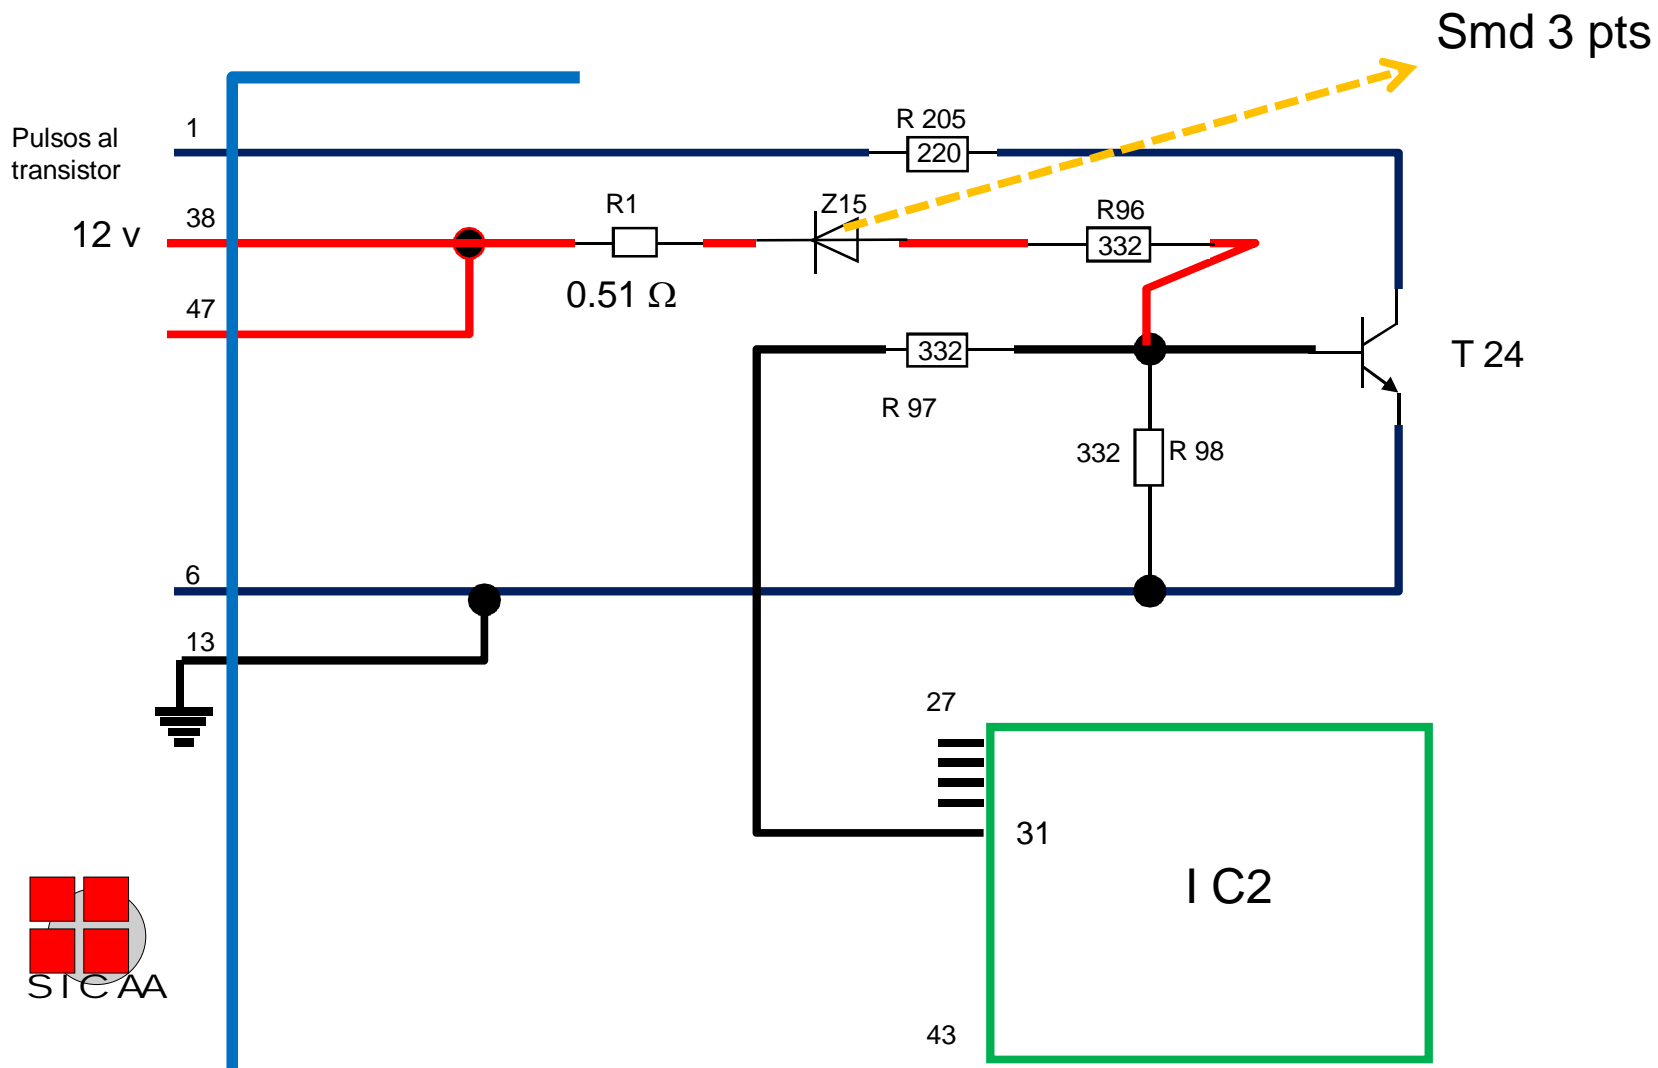 Smd 3 pts
R 205
1
Pulsos al
transistor
220
R1
Z15
R96
38
12 v
332
0.51 Ω
47
332
T 24
R 97
332
R 98
6
13
27
31
I C2
SICAA
43